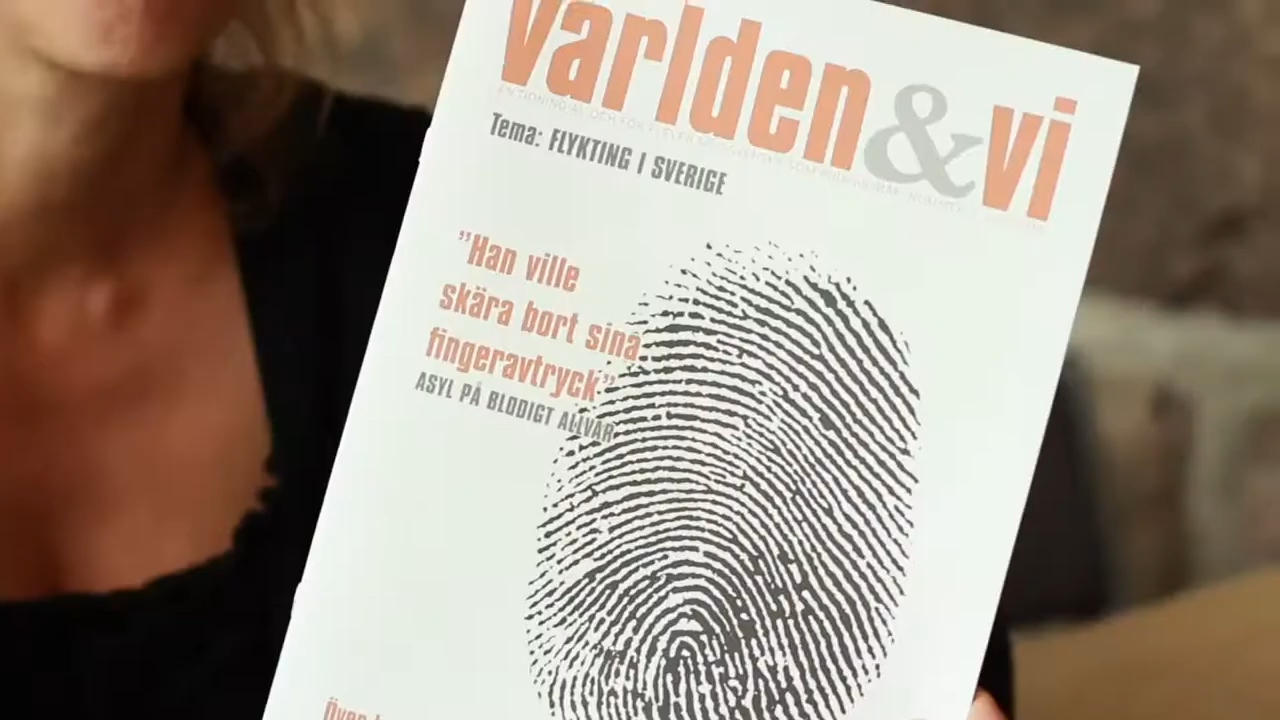 världen&vi
Tema: FLYKTING I SVERIGE
”Han ville
skära bort sina
fingeravtryck”
ASYL PÅ BLODIGT ALLVAR